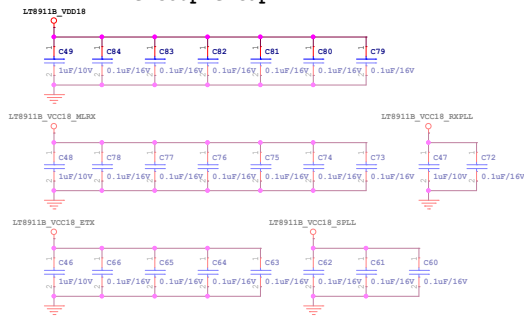 LT8911B_VDD18
C49 C84 C83 C82 C81 C80 C79
1uF/10V 0.1uF/16V 0.1uF/16V 0.1uF/16V 0.1uF/16V 0.1uF/16V 0.1uF/16V
LT8911B_VCC18_MLRX LT8911B_VCC18_RXPLL
C48 C78 C77 C76 C75 C74 C73 C47 C72
1uF/10V 0.1uF/16V 0.1uF/16V 0.1uF/16V 0.1uF/16V 0.1uF/16V 0.1uF/16V 1uF/10V 0.1uF/16V
LT8911B_VCC18_ETX LT8911B_VCC18_SPLL
C46 C66 C65 C64 C63 C62 C61 C60
1uF/10V 0.1uF/16V 0.1uF/16V 0.1uF/16V 0.1uF/16V 0.1uF/16V 0.1uF/16V 0.1uF/16V